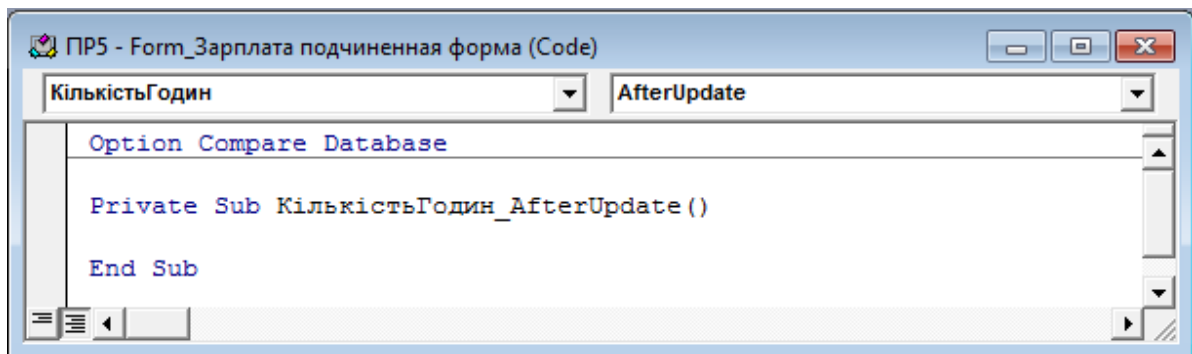 ПР5 - Form_Зарплата подчиненная форма (Code)
КількістьГодин
AfterUpdate
Option Compare Database
Private Sub КількістьГодин_AfterUpdate()
End Sub